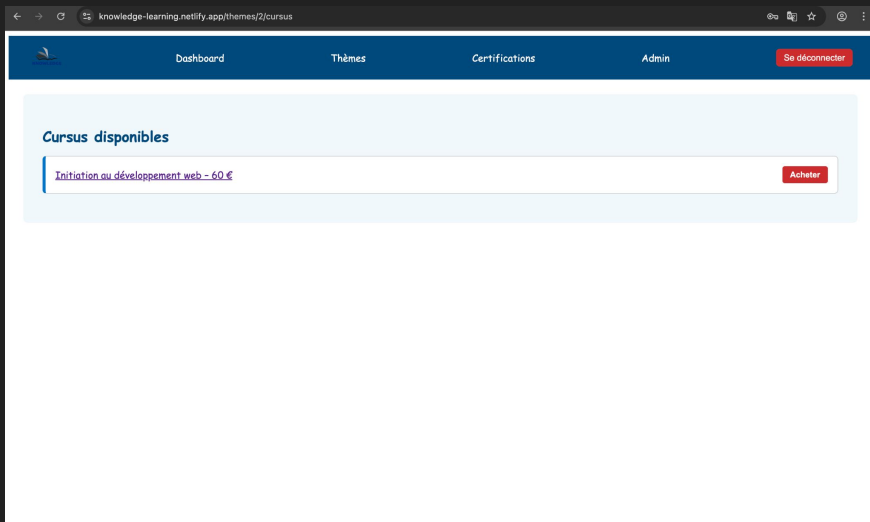 knowledge-learning.netlify.app/themes/2/cursus
Dashboard Thèmes Certifications Admin Se déconnecter
Cursus disponibles
Initiation au développement web - 60 € Acheter